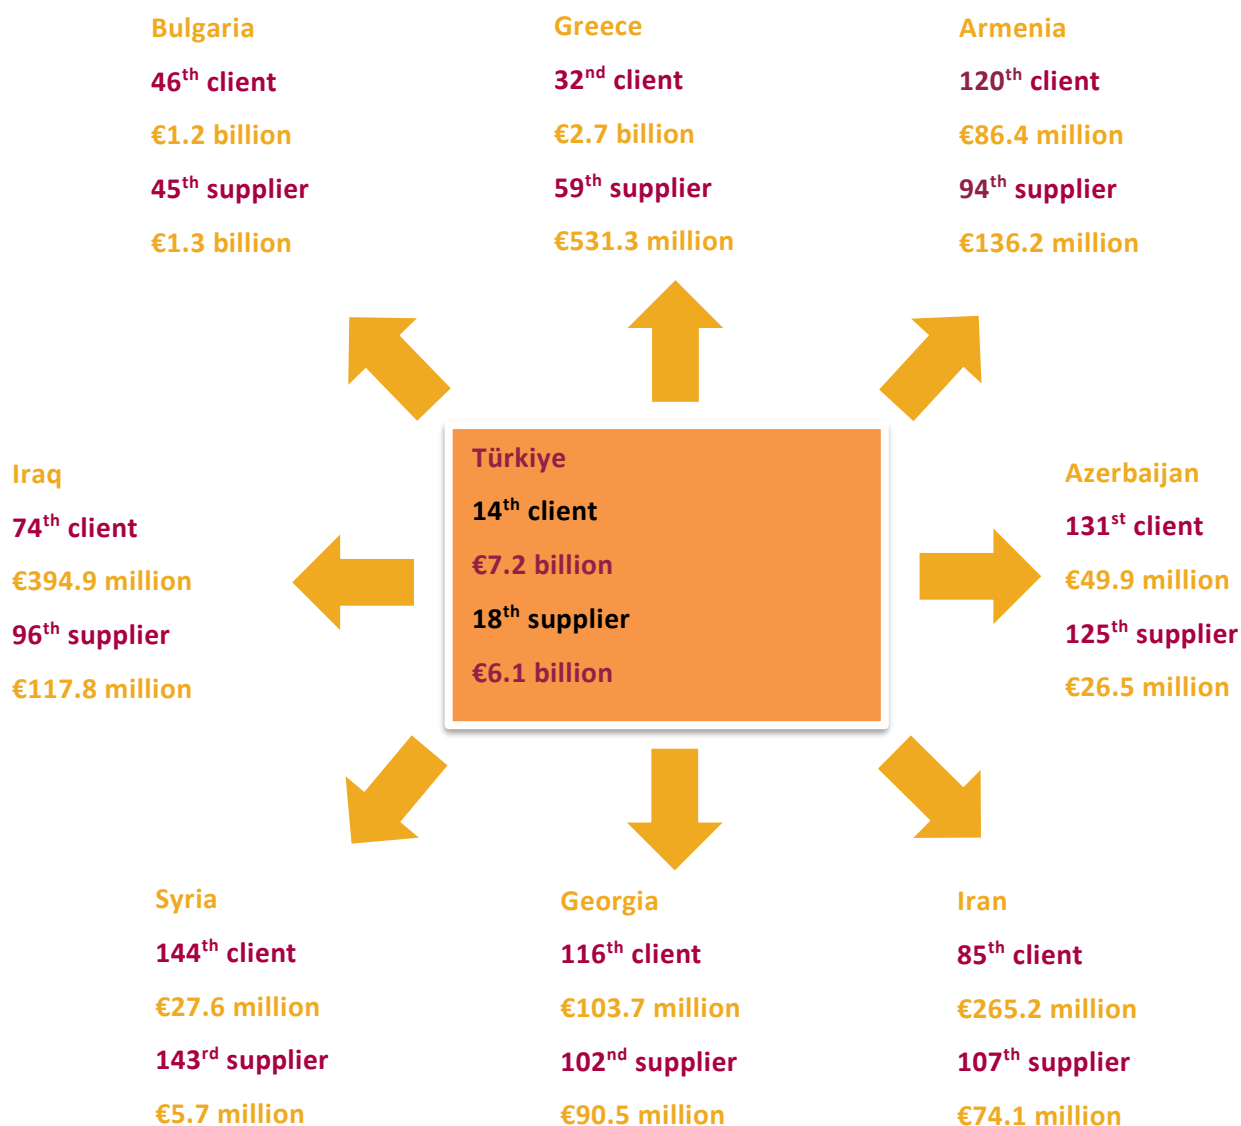 Bulgaria
46th client
€1.2 billion
45th supplier
€1.3 billion
Greece
32nd client
€2.7 billion
59th supplier
€531.3 million
Armenia
120th client
€86.4 million
94th supplier
€136.2 million
Iraq
74th client
€394.9 million
96th supplier
€117.8 million
Türkiye
14th client
€7.2 billion
18th supplier
€6.1 billion
Azerbaijan
131st client
€49.9 million
125th supplier
€26.5 million
Syria
144th client
€27.6 million
143rd supplier
€5.7 million
Georgia
116th client
€103.7 million
102nd supplier
€90.5 million
Iran
85th client
€265.2 million
107th supplier
€74.1 million